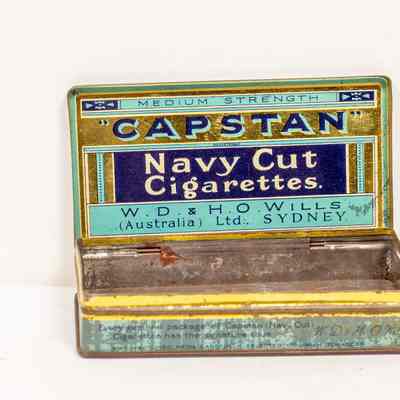 MEDIUM STRENGTH
"CAPSTAN"
Navy Cut
Cigarettes.
W. D. & H. O. WILLS
(Australia) Ltd., SYDNEY.
Every genuine package of Capstan Navy Cut
Cigarettes has the signature
W.D. & H.O.